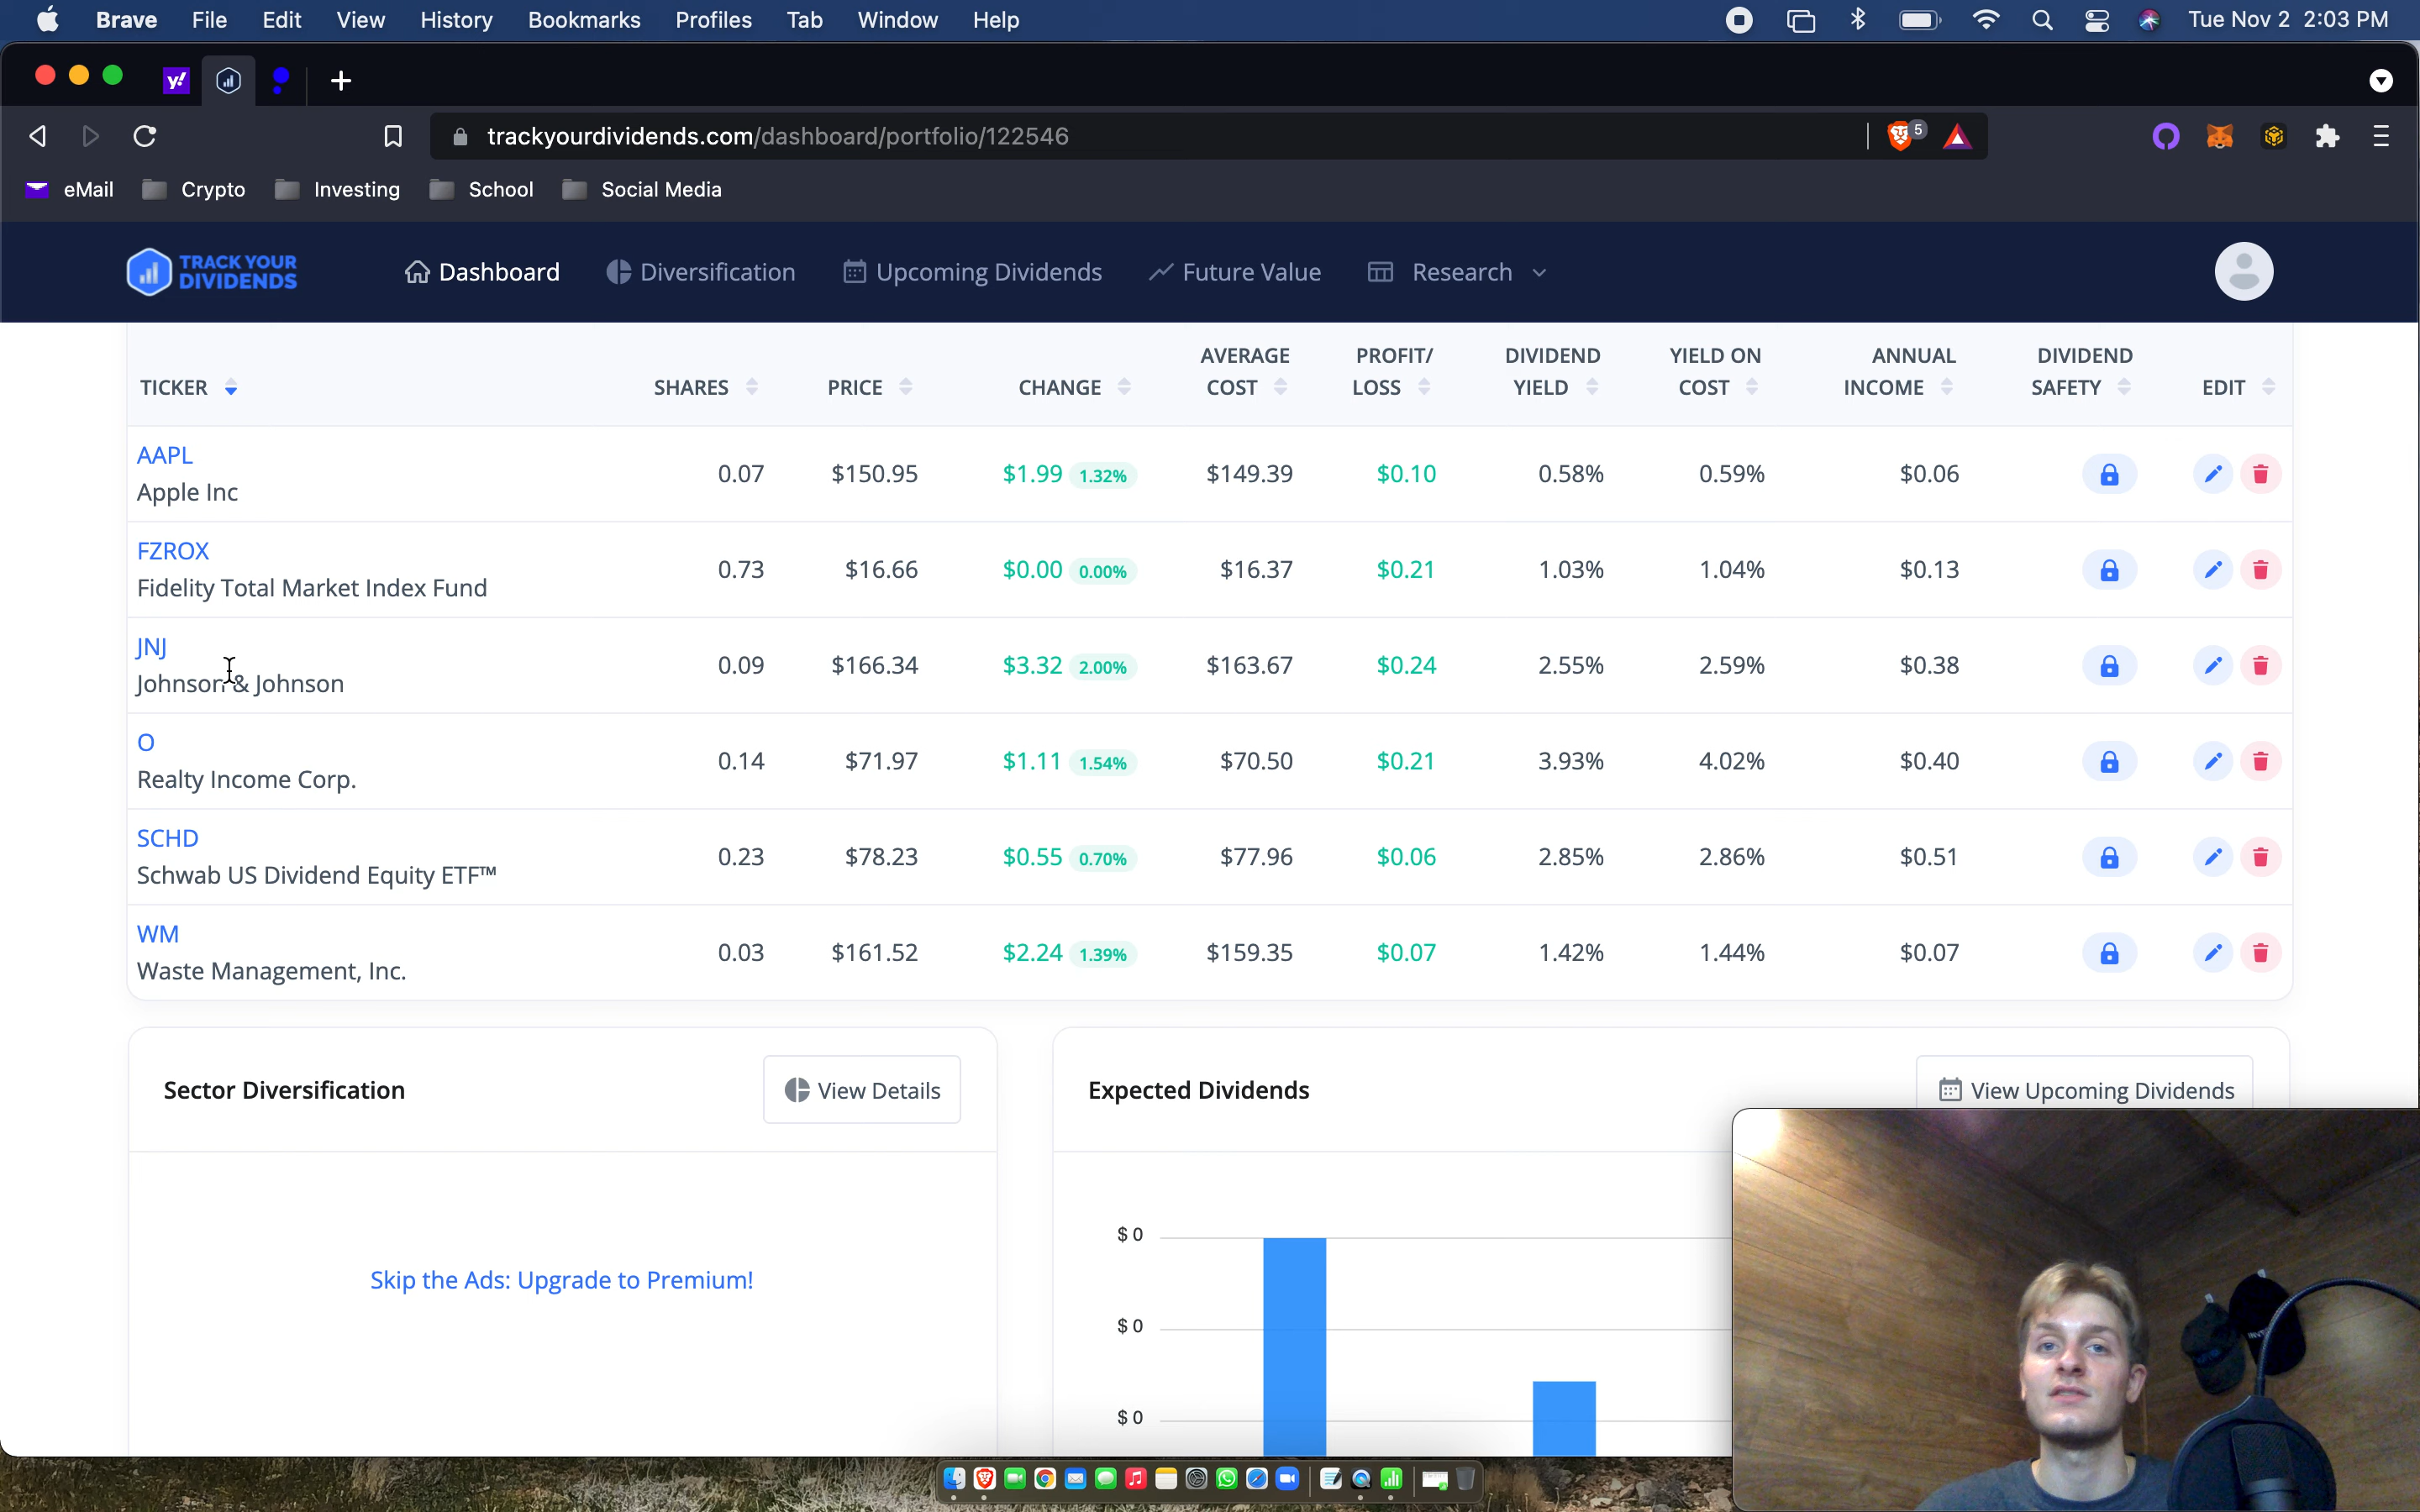 Brave File Edit View History Bookmarks Profiles Tab Window Help Tue Nov 2 2:03 PM
y!
trackyourdividends.com/dashboard/portfolio/122546 5
eMail Crypto Investing School Social Media
TRACK YOUR
DIVIDENDS
Dashboard Diversification Upcoming Dividends Future Value Research
AVERAGE PROFIT/ DIVIDEND YIELD ON ANNUAL DIVIDEND
TICKER SHARES PRICE CHANGE COST LOSS YIELD COST INCOME SAFETY EDIT
AAPL
Apple Inc
0.07 $150.95 $1.99 1.32% $149.39 $0.10 0.58% 0.59% $0.06
FZROX
Fidelity Total Market Index Fund
0.73 $16.66 $0.00 0.00% $16.37 $0.21 1.03% 1.04% $0.13
JNJ
Johnson & Johnson
0.09 $166.34 $3.32 2.00% $163.67 $0.24 2.55% 2.59% $0.38
O
Realty Income Corp.
0.14 $71.97 $1.11 1.54% $70.50 $0.21 3.93% 4.02% $0.40
SCHD
Schwab US Dividend Equity ETF™
0.23 $78.23 $0.55 0.70% $77.96 $0.06 2.85% 2.86% $0.51
WM
Waste Management, Inc.
0.03 $161.52 $2.24 1.39% $159.35 $0.07 1.42% 1.44% $0.07
Sector Diversification View Details
Skip the Ads: Upgrade to Premium!
Expected Dividends View Upcoming Dividends
$ 0
$ 0
$ 0